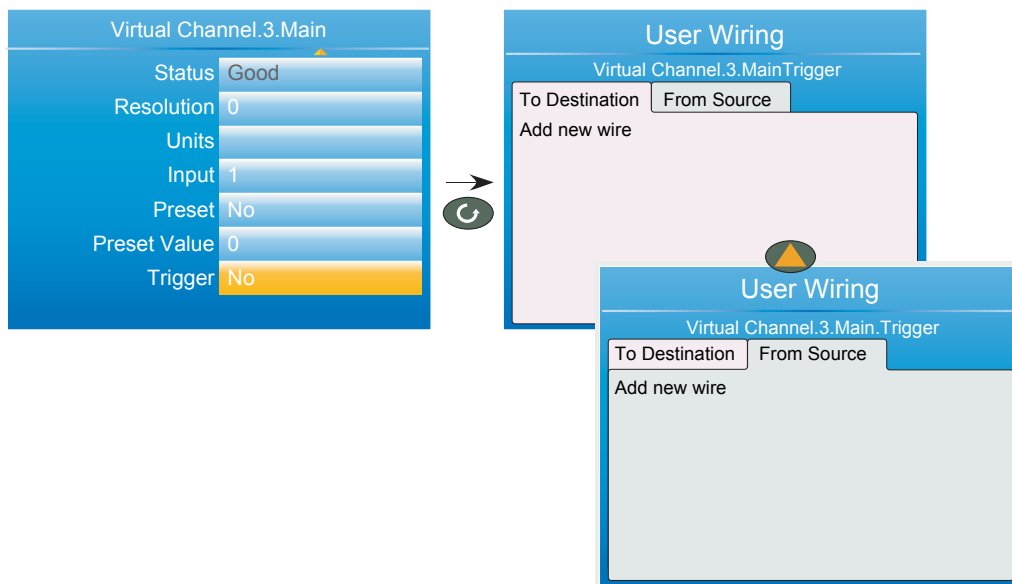 Virtual Channel.3.Main
Status Good
Resolution 0
Units
Input 1
Preset No
Preset Value 0
Trigger No
User Wiring
Virtual Channel.3.MainTrigger
To Destination From Source
Add new wire
User Wiring
Virtual Channel.3.Main.Trigger
To Destination From Source
Add new wire